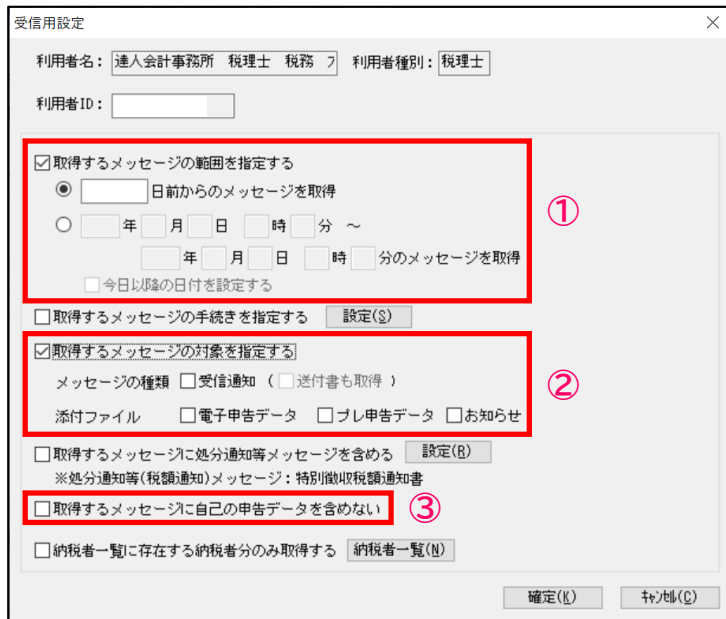 受信用設定
利用者名： 達人会計事務所　税理士　税務　 利用者種別： 税理士
利用者ID：
取得するメッセージの範囲を指定する
日前からのメッセージを取得
年 月 日 時 分 ～
年 月 日 時 分のメッセージを取得
今日以降の日付を設定する
①
取得するメッセージの手続きを指定する 設定(S)
取得するメッセージの対象を指定する
メッセージの種類 受信通知 ( 送付書も取得 )
添付ファイル 電子申告データ プレ申告データ お知らせ
②
取得するメッセージに処分通知等メッセージを含める 設定(R)
※処分通知等(税額通知)メッセージ：特別徴収税額通知書
取得するメッセージに自己の申告データを含めない
③
納税者一覧に存在する納税者分のみ取得する 納税者一覧(N)
確定(K) ｷｬﾝｾﾙ(C)